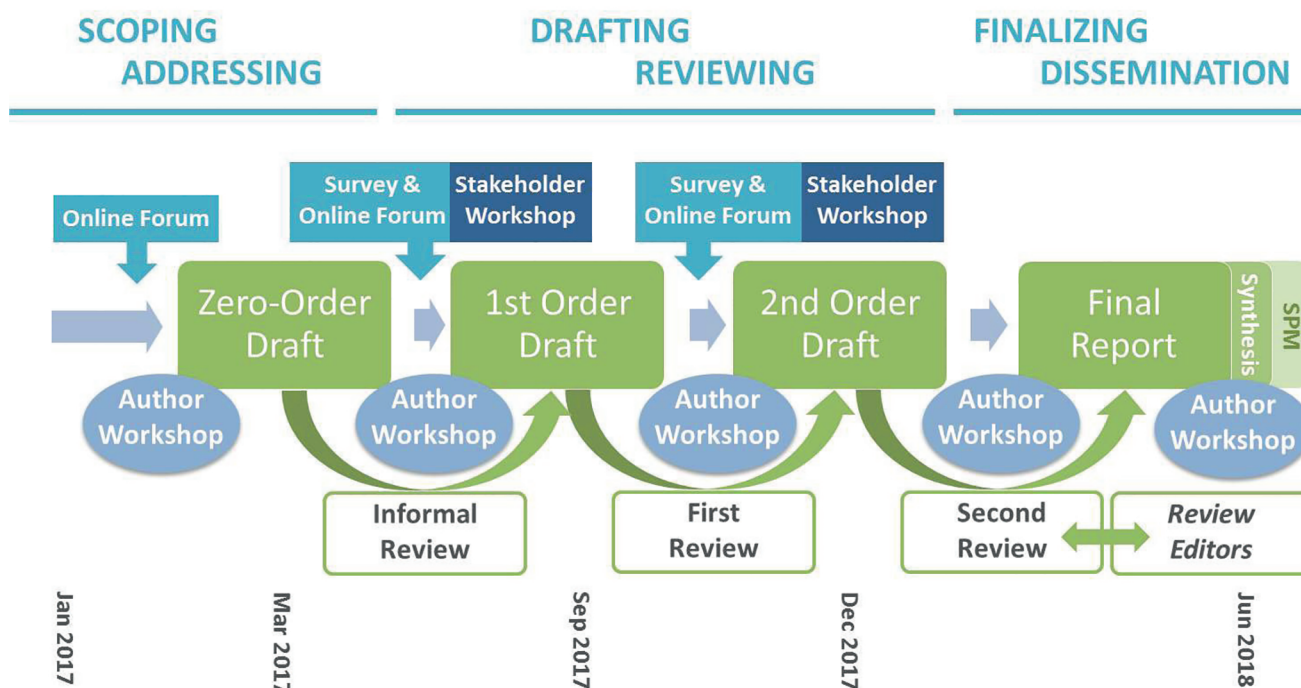 SCOPING
ADDRESSING
DRAFTING
REVIEWING
FINALIZING
DISSEMINATION
Online Forum
Survey &
Online Forum
Stakeholder
Workshop
Survey &
Online Forum
Stakeholder
Workshop
Zero-Order
Draft
1st Order
Draft
2nd Order
Draft
Final
Report
Synthesis
SPM
Author
Workshop
Author
Workshop
Author
Workshop
Author
Workshop
Author
Workshop
Informal
Review
First
Review
Second
Review
Review
Editors
Jan 2017
Mar 2017
Sep 2017
Dec 2017
Jun 2018